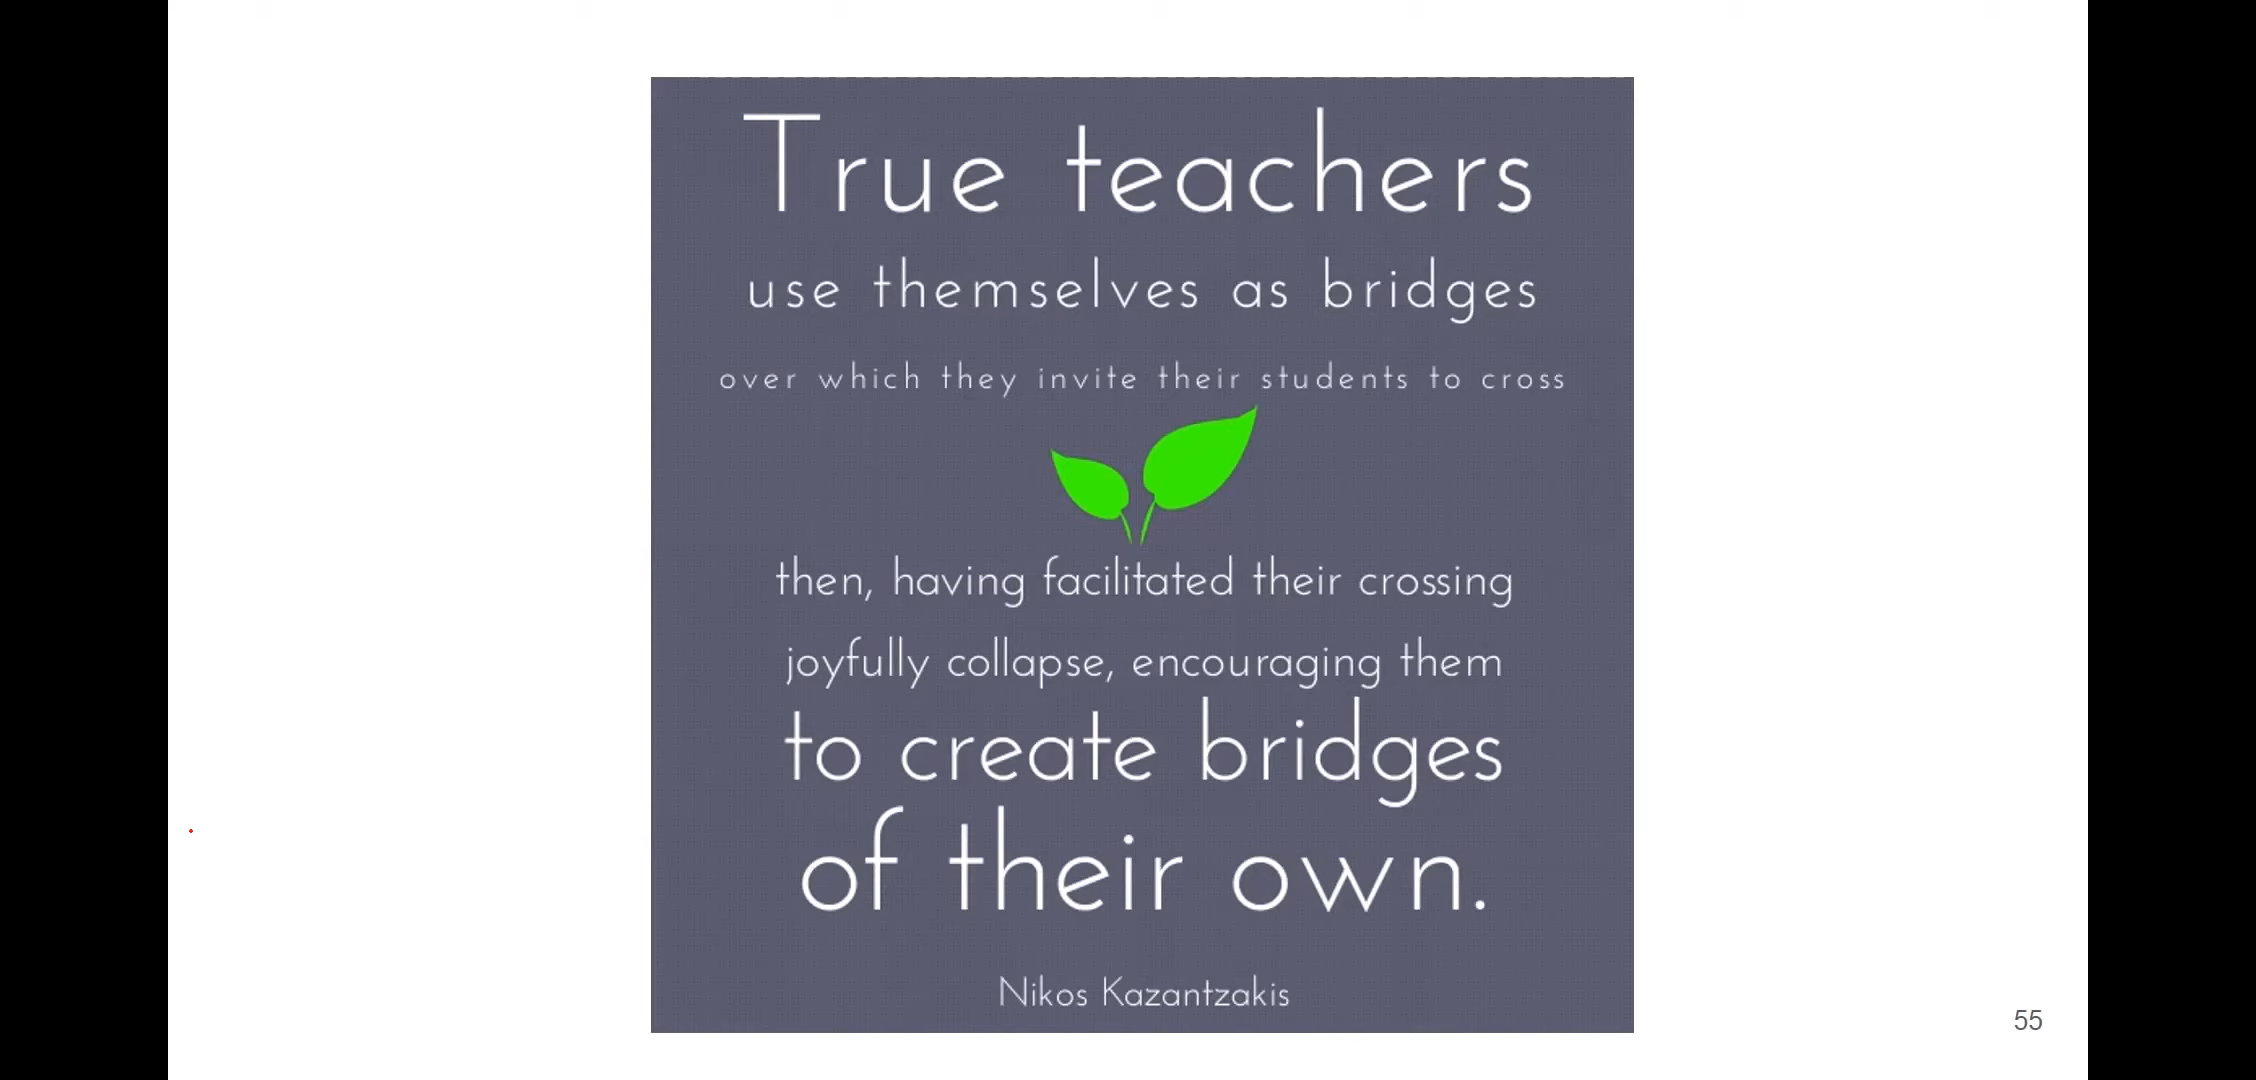 True teachers
use themselves as bridges
over which they invite their students to cross
then, having facilitated their crossing
joyfully collapse, encouraging them
to create bridges
of their own.
Nikos Kazantzakis
55